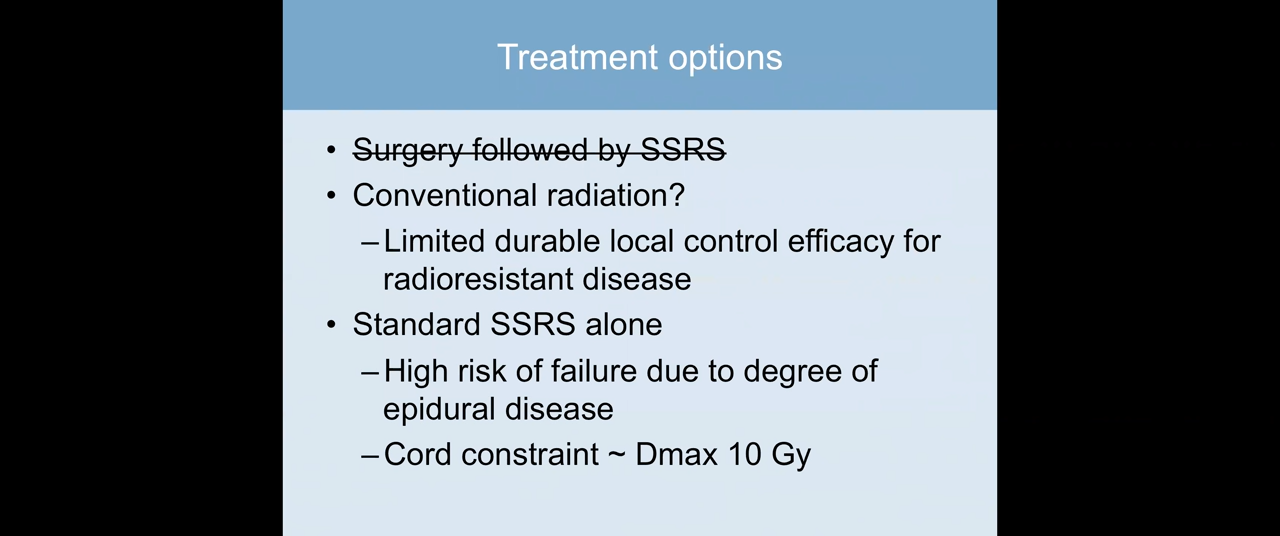 Treatment options
• Surgery followed by SSRS
• Conventional radiation?
–Limited durable local control efficacy for
radioresistant disease
• Standard SSRS alone
–High risk of failure due to degree of
epidural disease
–Cord constraint ~ Dmax 10 Gy